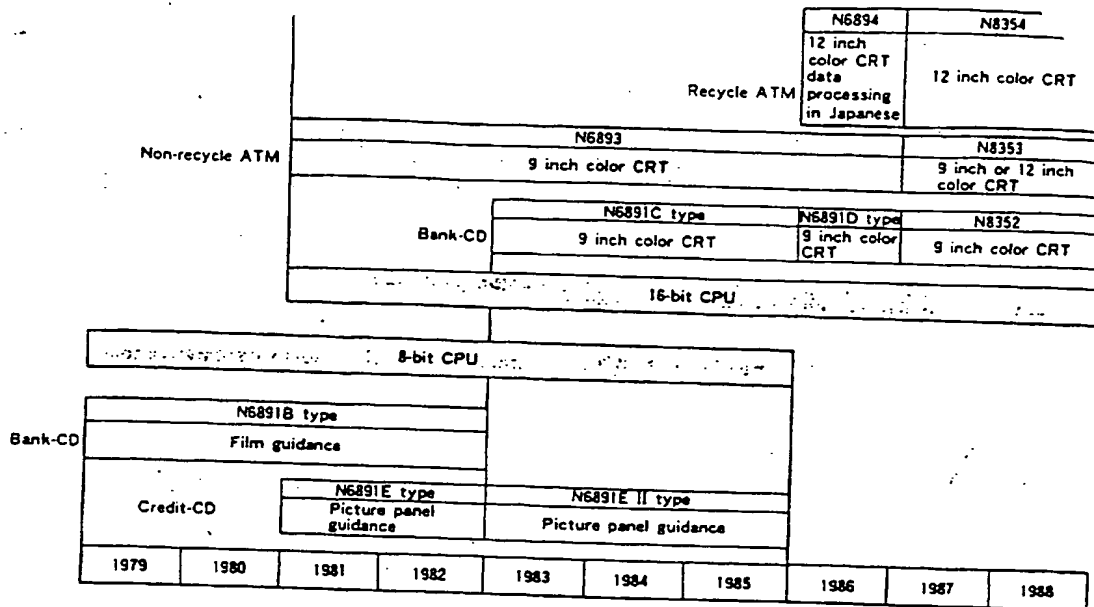 N6894 N8354
12 inch
color CRT
data
processing
in Japanese
12 inch color CRT
Recycle ATM
Non-recycle ATM
N6893 N8353
9 inch color CRT
9 inch or 12 inch
color CRT
Bank-CD
N6891C type N6891D type N8352
9 inch color CRT
9 inch color
CRT
9 inch color CRT
16-bit CPU
8-bit CPU
Bank-CD
N6891B type
Film guidance
Credit-CD
N6891E type N6891E II type
Picture panel
guidance
Picture panel guidance
1979 1980 1981 1982 1983 1984 1985 1986 1987 1988